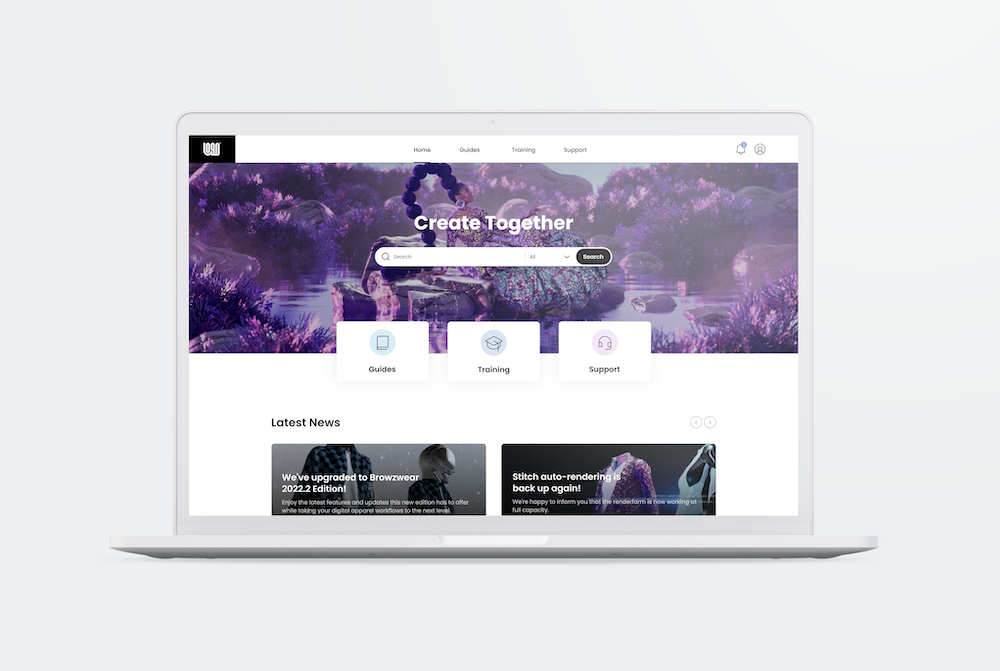 LOGO
Home Guides Training Support
Create Together
Search All Search
Guides Training Support
Latest News
We've upgraded to Browzwear
2022.2 Edition!
Enjoy the latest features and updates this new edition has to offer
while taking your digital apparel workflows to the next level.
Stitch auto-rendering is
back up again!
We're happy to inform you that the renderfarm is now working at
full capacity.